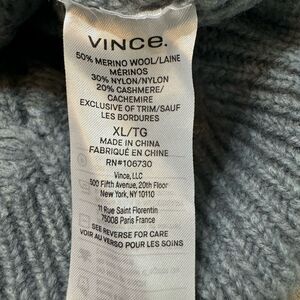 VINCE.
50% MERINO WOOL/LAINE
MÉRINOS
30% NYLON/NYLON
20% CASHMERE/
CACHEMIRE
EXCLUSIVE OF TRIM/SAUF
LES BORDURES
XL/TG
MADE IN CHINA
FABRIQUÉ EN CHINE
RN#106730
Vince, LLC
500 Fifth Avenue, 20th Floor
New York, NY 10110
11 Rue Saint Florentin
75008 Paris France
SEE REVERSE FOR CARE
VOIR AU VERSO POUR LES SOINS